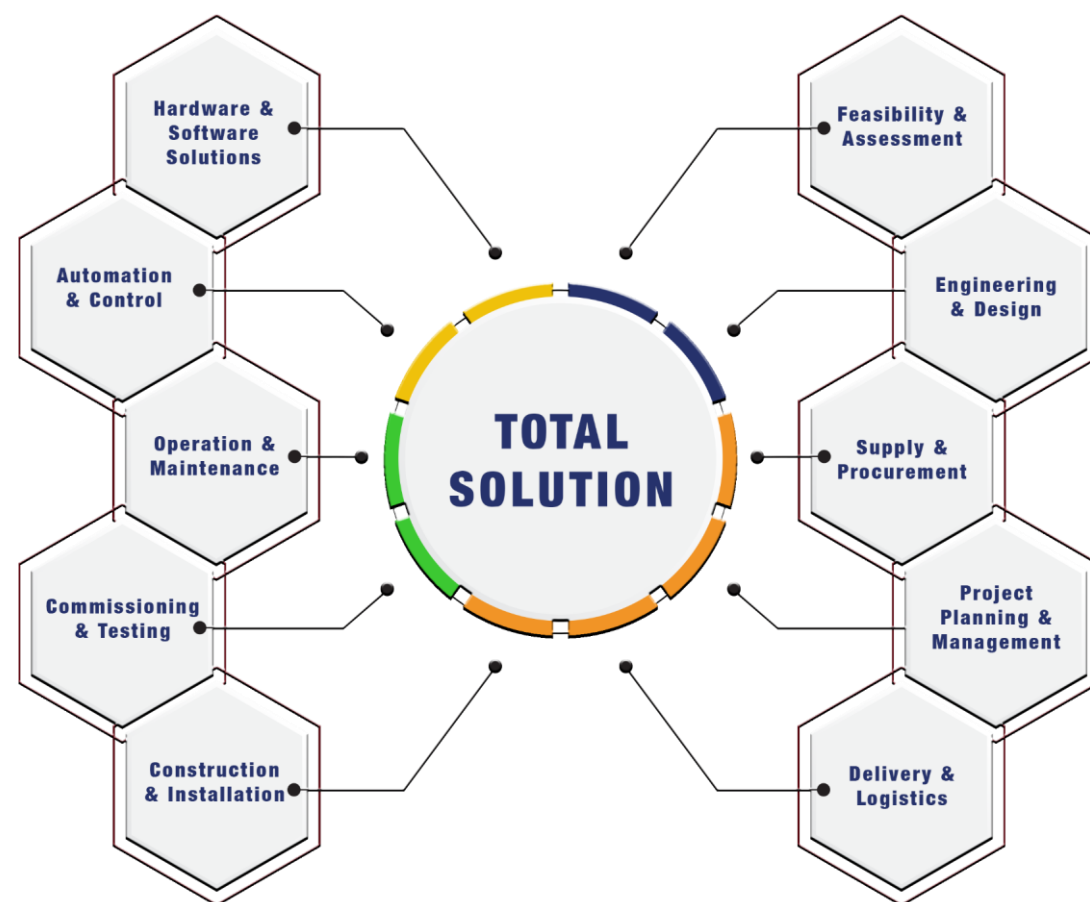 Hardware &
Software
Solutions
Automation
& Control
Operation &
Maintenance
Commissioning
& Testing
Construction
& Installation
TOTAL
SOLUTION
Feasibility &
Assessment
Engineering
& Design
Supply &
Procurement
Project
Planning &
Management
Delivery &
Logistics